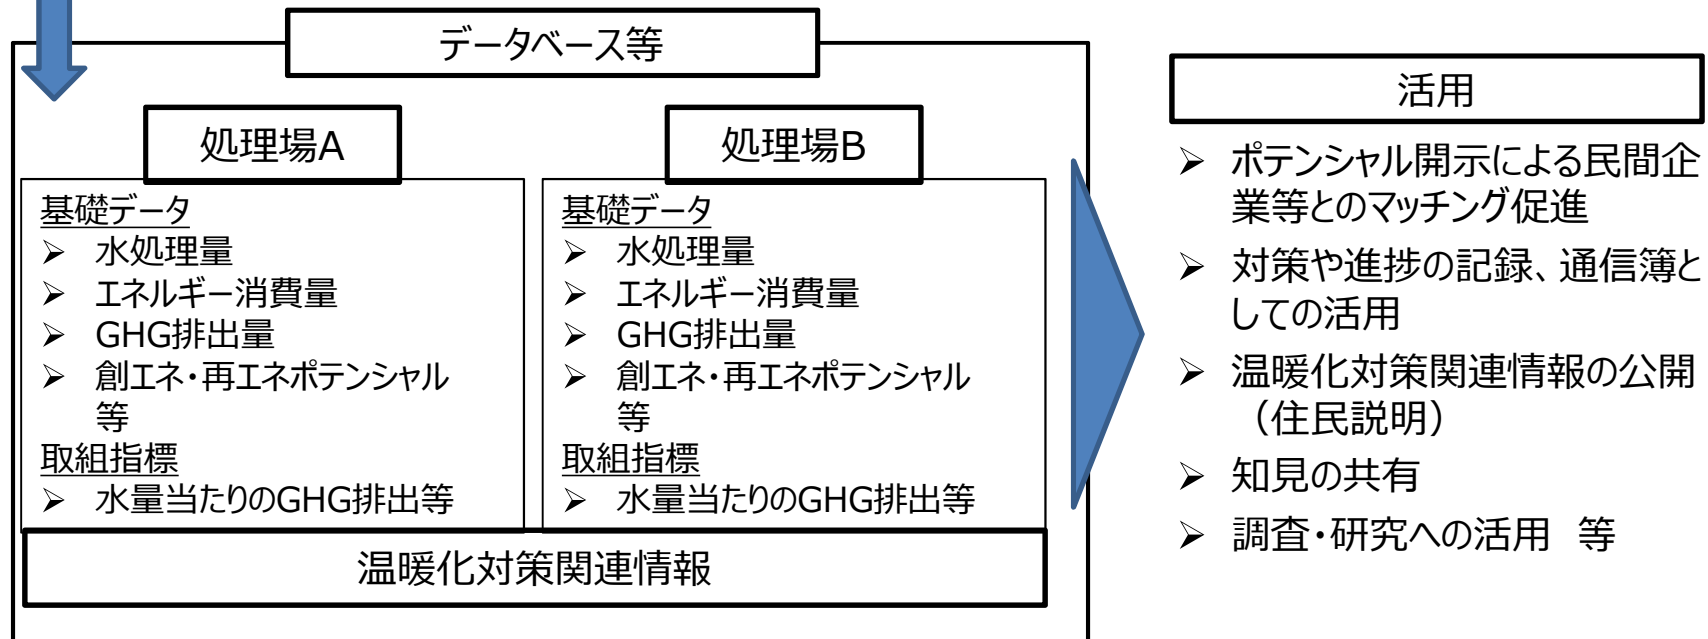 データベース等
処理場A
基礎データ
➢ 水処理量
➢ エネルギー消費量
➢ GHG排出量
➢ 創エネ・再エネポテンシャル
等
取組指標
➢ 水量当たりのGHG排出等
処理場B
基礎データ
➢ 水処理量
➢ エネルギー消費量
➢ GHG排出量
➢ 創エネ・再エネポテンシャル
等
取組指標
➢ 水量当たりのGHG排出等
温暖化対策関連情報
活用
➢ ポテンシャル開示による民間企
業等とのマッチング促進
➢ 対策や進捗の記録、通信簿と
しての活用
➢ 温暖化対策関連情報の公開
（住民説明）
➢ 知見の共有
➢ 調査・研究への活用　等